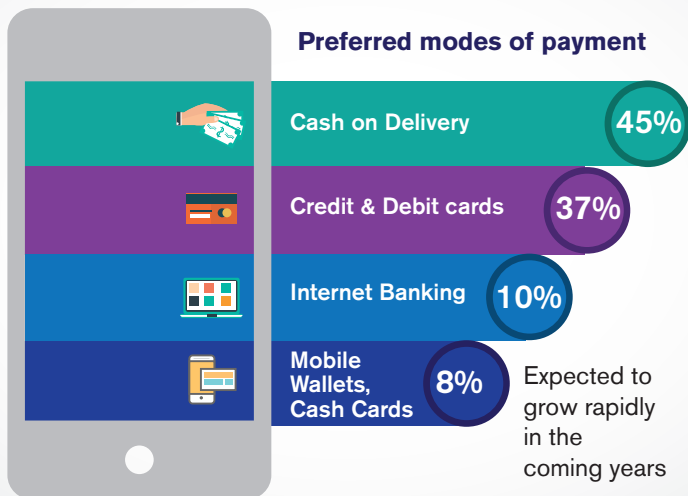 Preferred modes of payment
Cash on Delivery
45%
Credit & Debit cards
37%
Internet Banking
10%
Mobile
Wallets,
Cash Cards
8%
Expected to
grow rapidly
in the
coming years